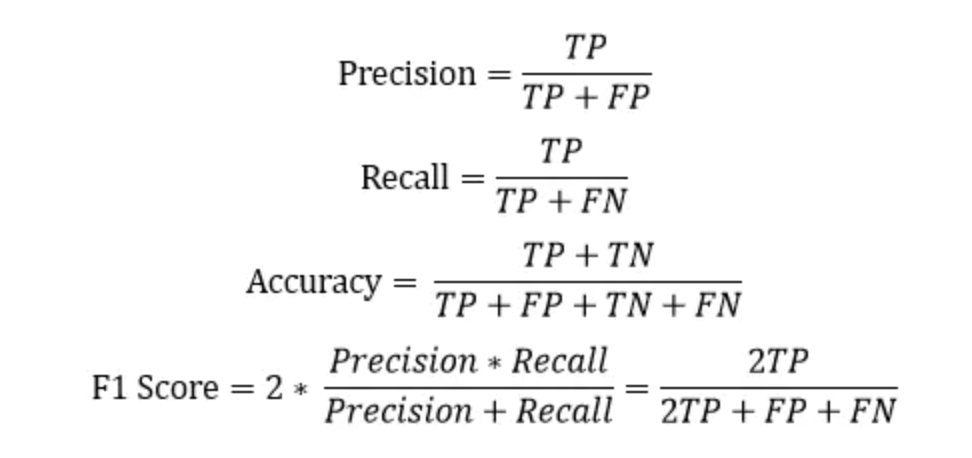 Precision = TP / TP + FP
Recall = TP / TP + FN
Accuracy = TP + TN / TP + FP + TN + FN
F1 Score = 2 * Precision * Recall / Precision + Recall = 2TP / 2TP + FP + FN